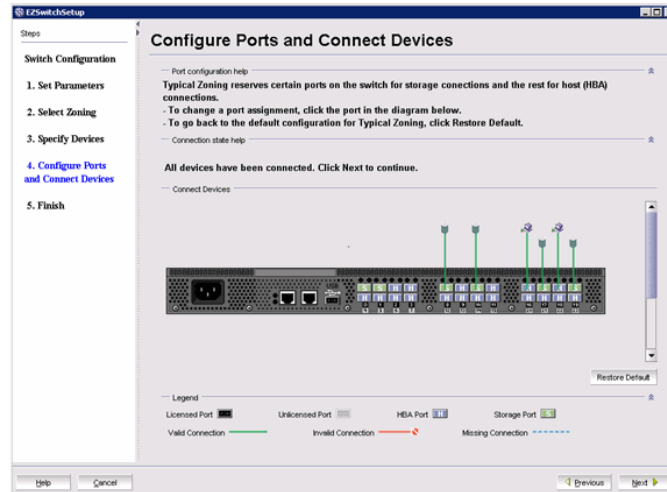 EZSwitchSetup
Steps
Switch Configuration
1. Set Parameters
2. Select Zoning
3. Specify Devices
4. Configure Ports
and Connect Devices
5. Finish
Configure Ports and Connect Devices
Port configuration help
Typical Zoning reserves certain ports on the switch for storage conections and the rest for host (HBA)
connections.
- To change a port assignment, click the port in the diagram below.
- To go back to the default configuration for Typical Zoning, click Restore Default.
Connection state help
All devices have been connected. Click Next to continue.
Connect Devices
USB
S S H H S H S H H S H S
H H H H H H H H H H H H
Restore Default
Legend
Licensed Port Unlicensed Port HBA Port H Storage Port S
Valid Connection Invalid Connection Missing Connection
Help Cancel Previous Next